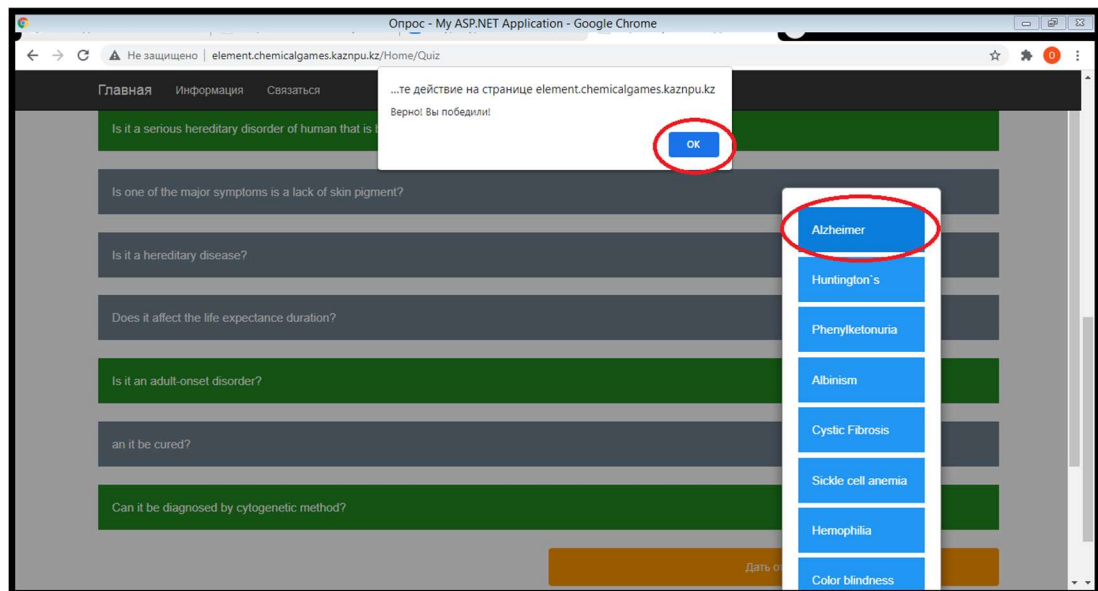 Опрос - My ASP.NET Application - Google Chrome
Не защищено | element.chemicalgames.kaznpu.kz/Home/Quiz
О
Главная Информация Связаться
...те действие на странице element.chemicalgames.kaznpu.kz
Верно! Вы победили!
ОК
Is it a serious hereditary disorder of human that is
Is one of the major symptoms is a lack of skin pigment?
Is it a hereditary disease?
Does it affect the life expectance duration?
Is it an adult-onset disorder?
an it be cured?
Can it be diagnosed by cytogenetic method?
Дать
Alzheimer
Huntington`s
Phenylketonuria
Albinism
Cystic Fibrosis
Sickle cell anemia
Hemophilia
Color blindness